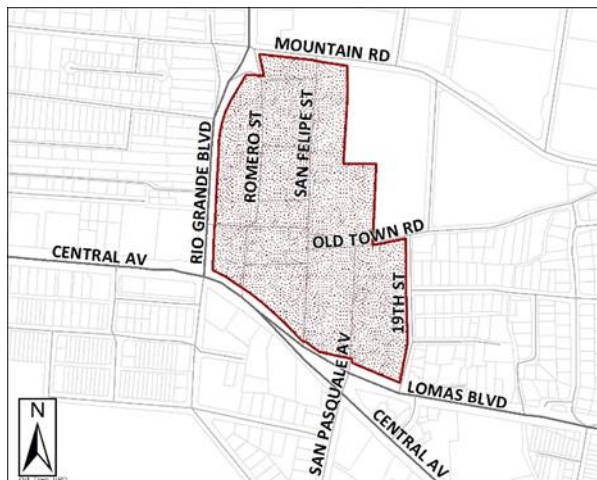 MOUNTAIN RD
RIO GRANDE BLVD
ROMERO ST
SAN FELIPE ST
OLD TOWN RD
CENTRAL AV
19TH ST
SAN PASQUALE AV
LOMAS BLVD
CENTRAL AV
N